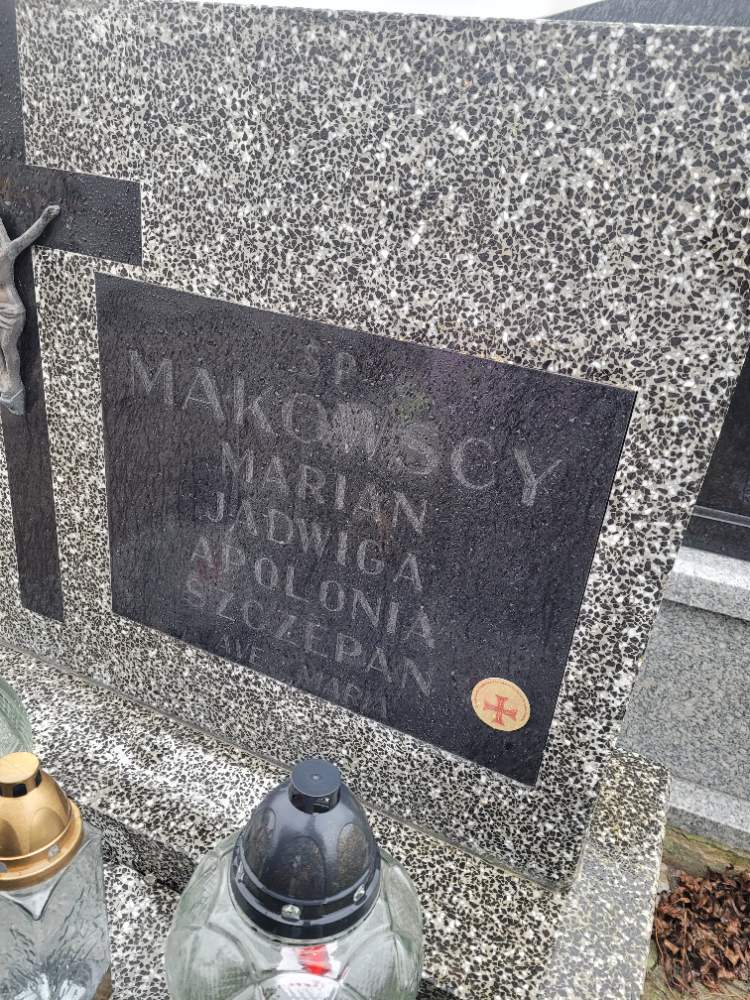 ŚP.
MAKOWSCY
MARIAN
JADWIGA
APOLONIA
SZCZEPAN
AVE MARIA